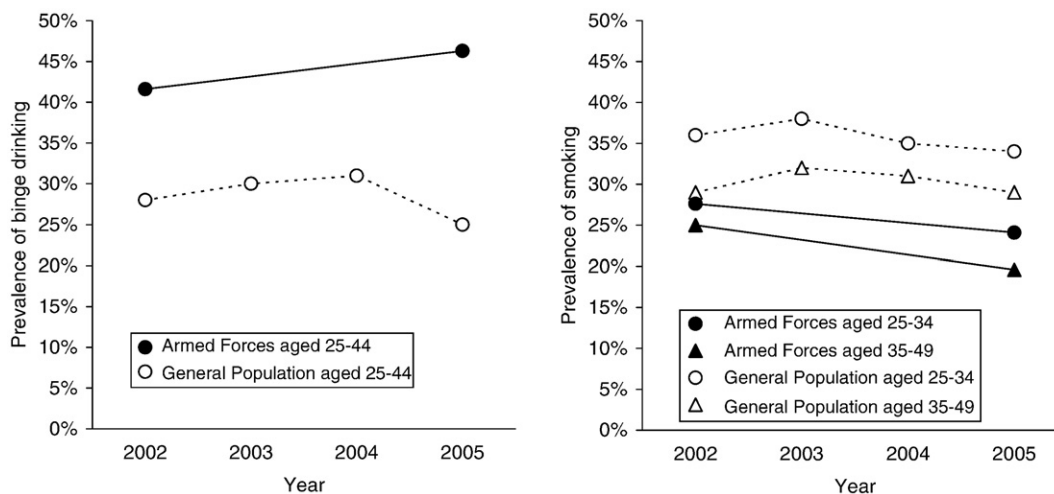 Prevalence of binge drinking
50%
45%
40%
35%
30%
25%
20%
15%
10%
5%
0%
Armed Forces aged 25-44
General Population aged 25-44
2002 2003 2004 2005
Year
Prevalence of smoking
50%
45%
40%
35%
30%
25%
20%
15%
10%
5%
0%
Armed Forces aged 25-34
Armed Forces aged 35-49
General Population aged 25-34
General Population aged 35-49
2002 2003 2004 2005
Year